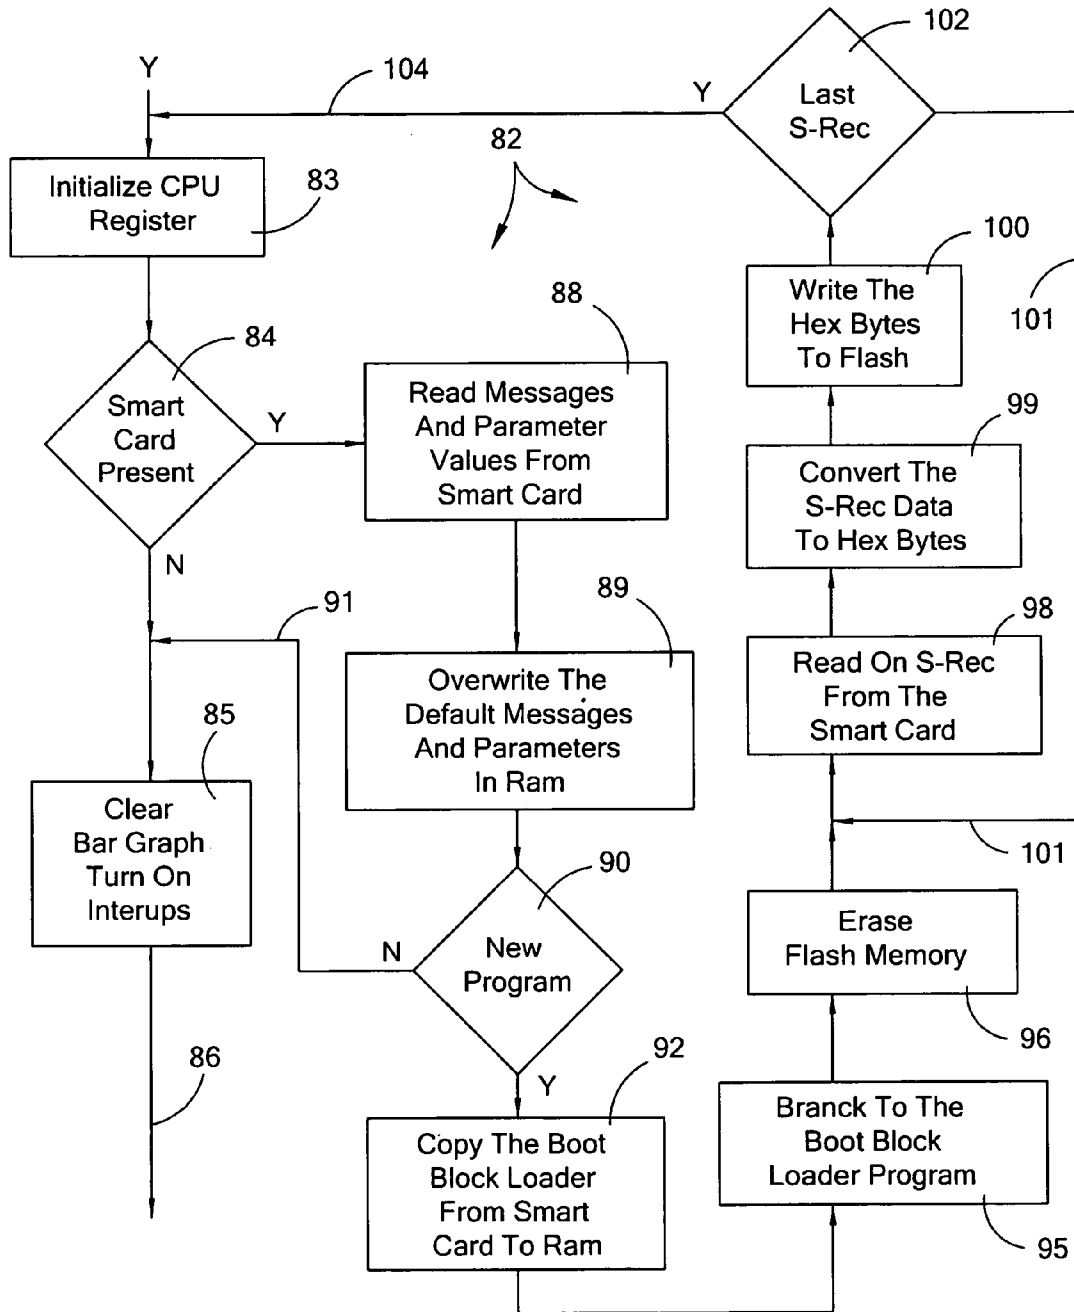 102
Y
104
Y
Last
S-Rec
82
Initialize CPU
Register
83
100
Write The
Hex Bytes
To Flash
101
88
84
Smart
Card
Present
Y
N
Read Messages
And Parameter
Values From
Smart Card
99
Convert The
S-Rec Data
To Hex Bytes
91
89
98
Read On S-Rec
From The
Smart Card
Overwrite The
Default Messages
And Parameters
In Ram
85
Clear
Bar Graph
Turn On
Interups
101
90
New
Program
N
Y
Erase
Flash Memory
96
86
92
Copy The Boot
Block Loader
From Smart
Card To Ram
Branck To The
Boot Block
Loader Program
95